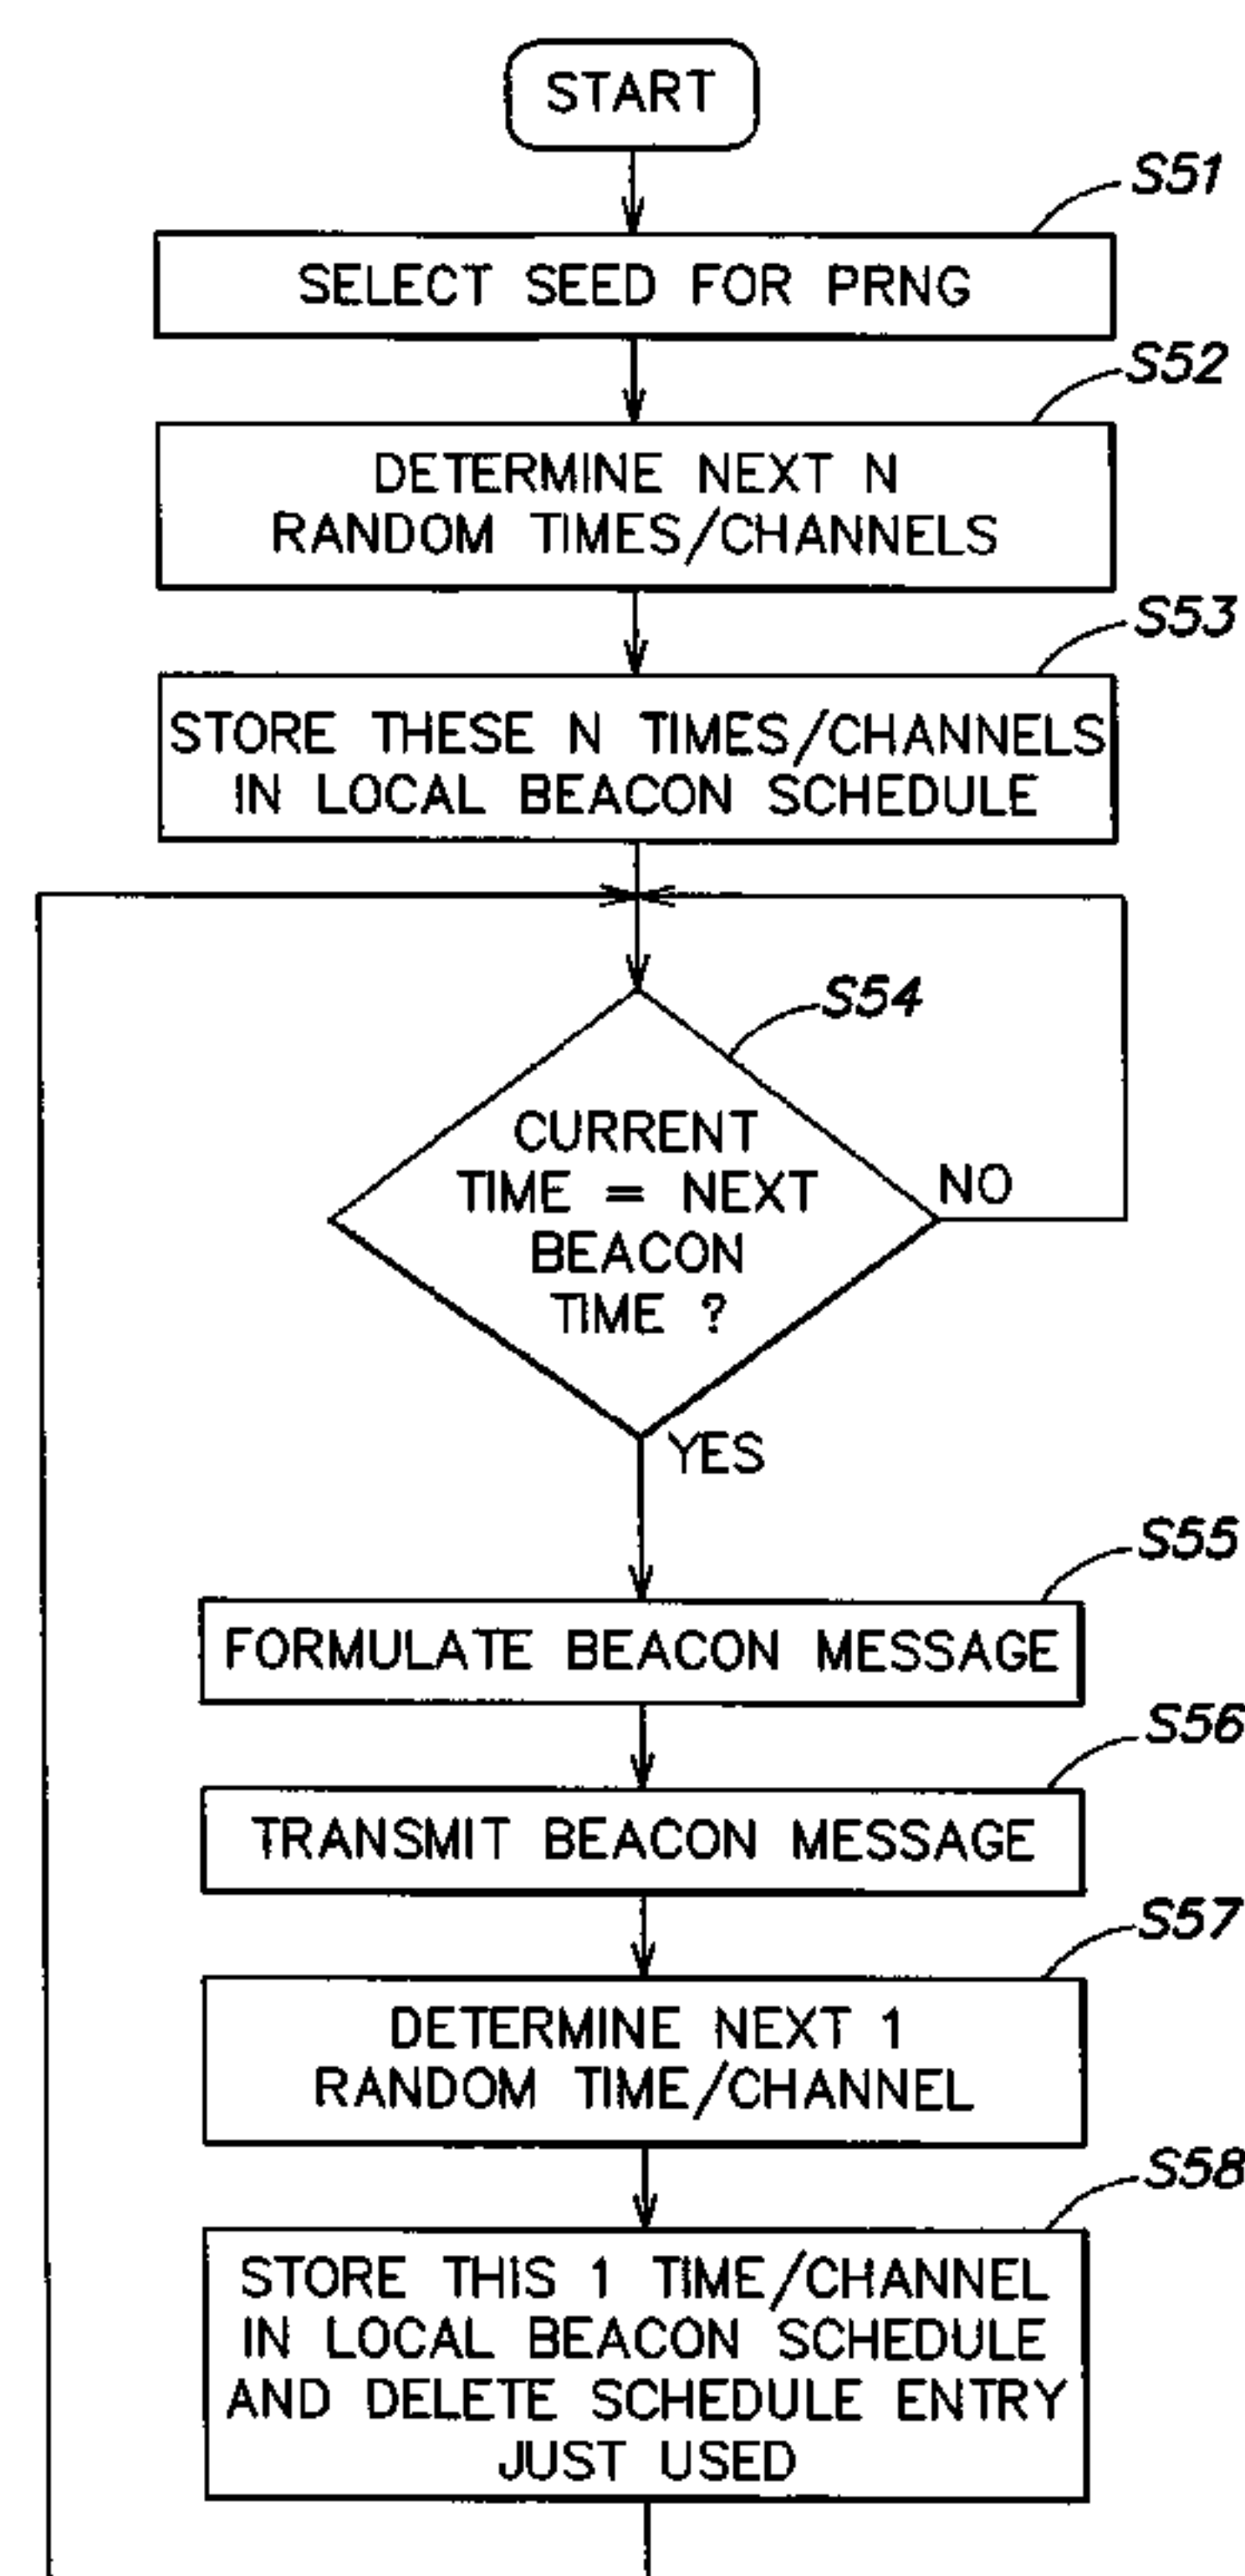 START
S51
SELECT SEED FOR PRNG
S52
DETERMINE NEXT N
RANDOM TIMES/CHANNELS
S53
STORE THESE N TIMES/CHANNELS
IN LOCAL BEACON SCHEDULE
S54
CURRENT
TIME = NEXT
BEACON
TIME ?
NO
YES
S55
FORMULATE BEACON MESSAGE
S56
TRANSMIT BEACON MESSAGE
S57
DETERMINE NEXT 1
RANDOM TIME/CHANNEL
S58
STORE THIS 1 TIME/CHANNEL
IN LOCAL BEACON SCHEDULE
AND DELETE SCHEDULE ENTRY
JUST USED